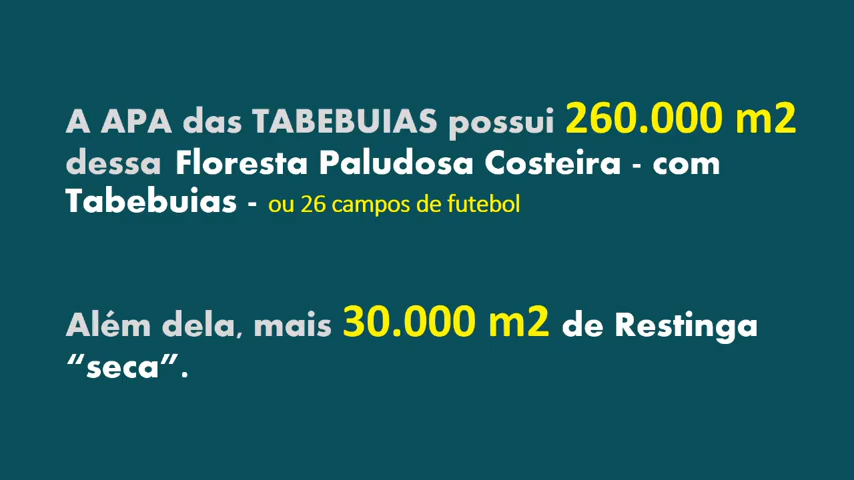 A APA das TABEBUIAS possui 260.000 m2
dessa Floresta Paludosa Costeira - com
Tabebuias - ou 26 campos de futebol
Além dela, mais 30.000 m2 de Restinga
“seca”.